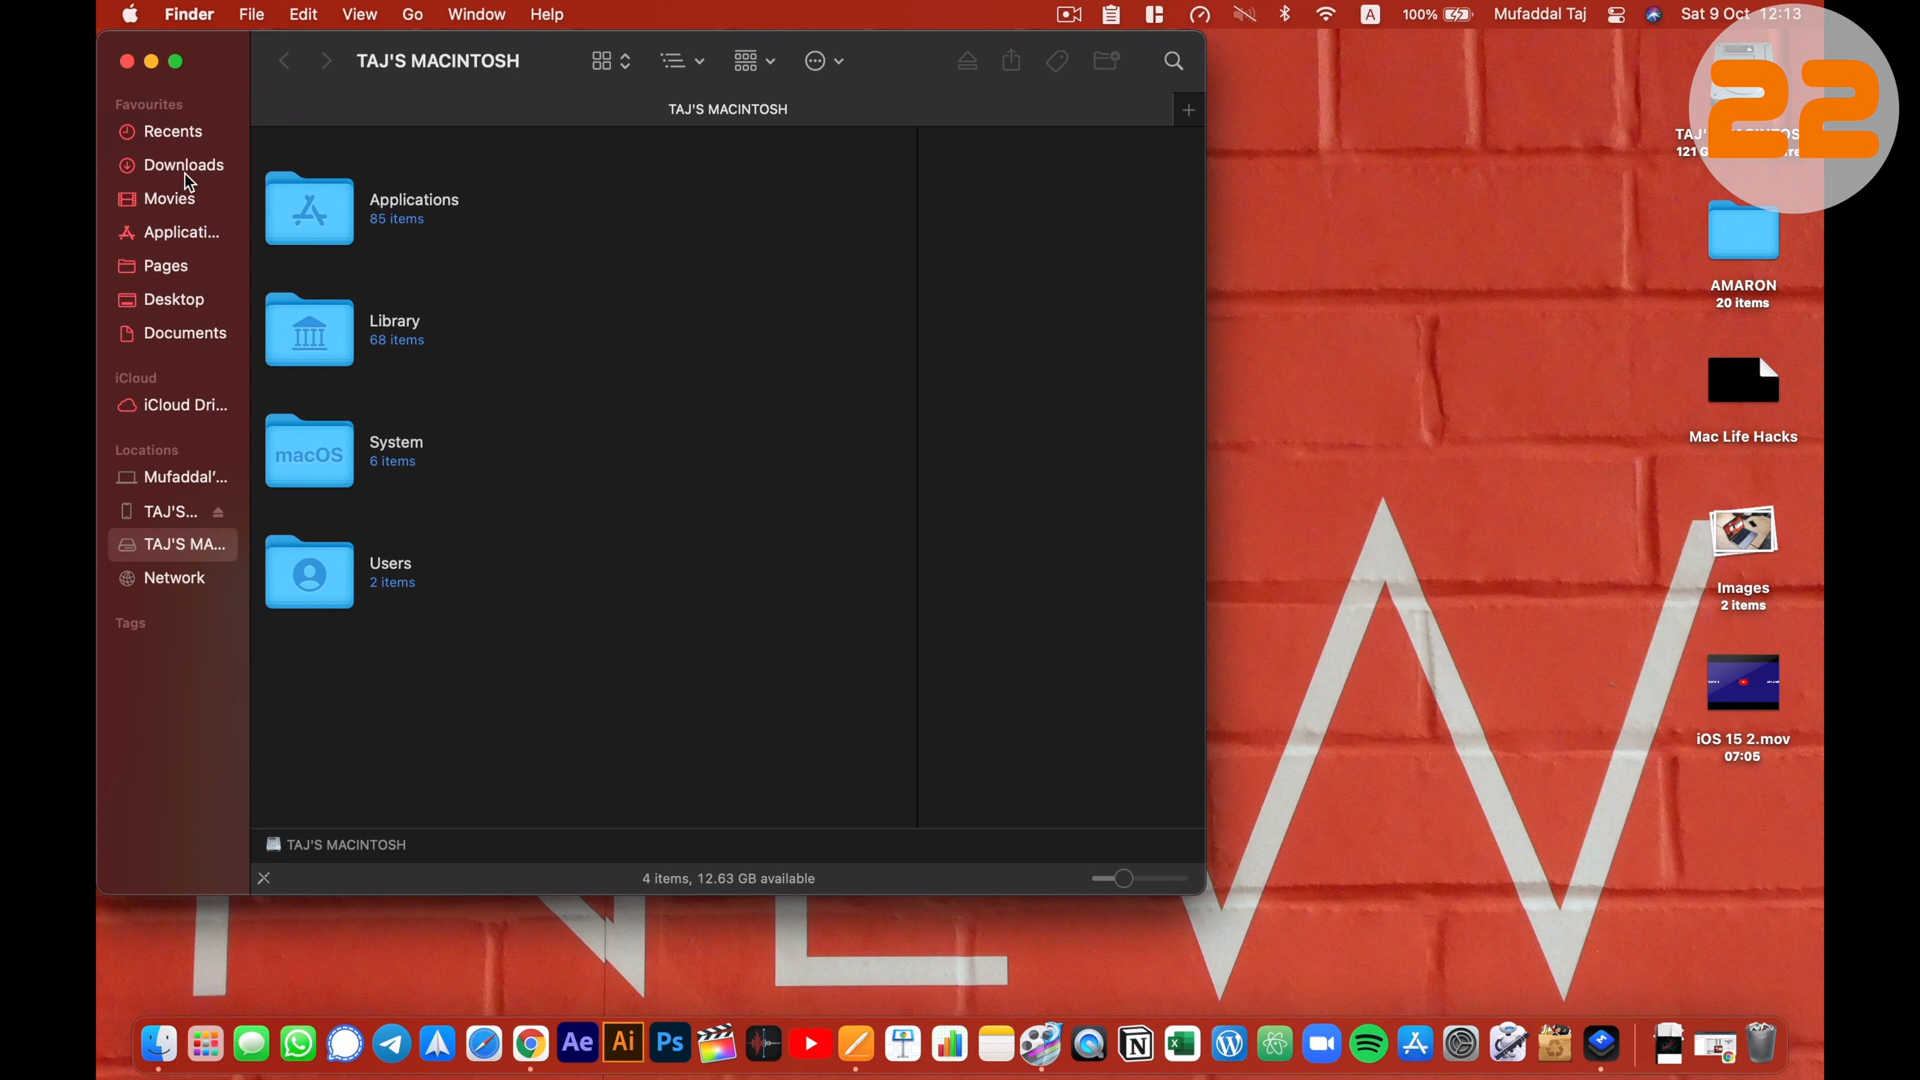 Finder File Edit View Go Window Help
A 100% Mufaddal Taj Sat 9 Oct 12:13
TAJ'S MACINTOSH
TAJ'S MACINTOSH
22
Favourites
Recents
Downloads
Movies
Applicati...
Pages
Desktop
Documents
iCloud
iCloud Dri...
Locations
Mufaddal'...
TAJ'S...
TAJ'S MA...
Network
Tags
Applications
85 items
Library
68 items
macOS
System
6 items
Users
2 items
TAJ'S MACINTOSH
4 items, 12.63 GB available
AMARON
20 items
Mac Life Hacks
Images
2 items
iOS 15 2.mov
07:05
Ae Ai Ps